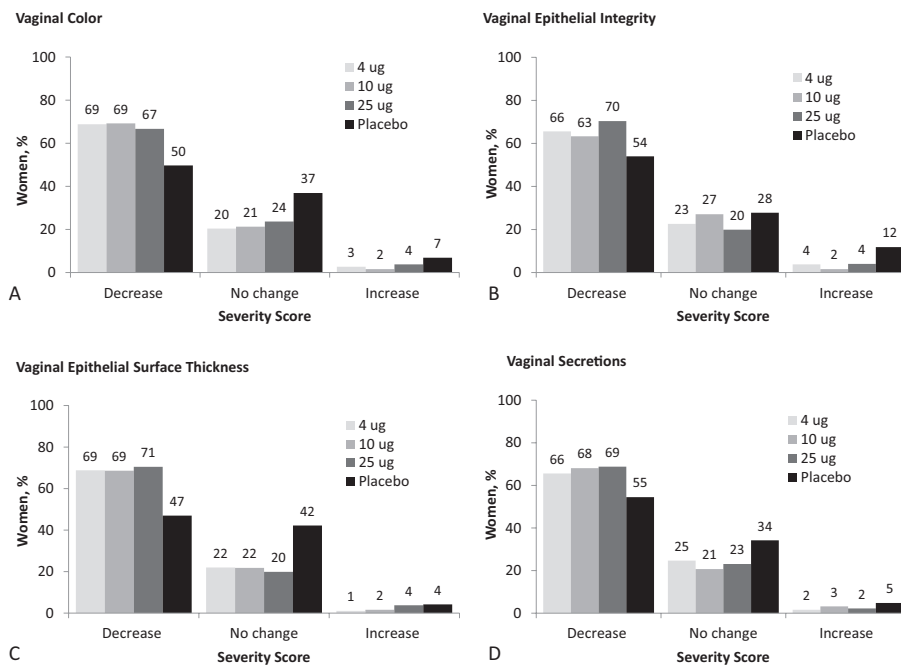 Vaginal Color
100
80
60
40
20
0
Women, %
69 69 67
50
20 21 24
37
3 2 4 7
4 ug
10 ug
25 ug
Placebo
Decrease No change Increase
Severity Score
A
Vaginal Epithelial Integrity
100
80
60
40
20
0
Women, %
66 63 70
54
23 27 20 28
4 2 4 12
4 ug
10 ug
25 ug
Placebo
Decrease No change Increase
Severity Score
B
Vaginal Epithelial Surface Thickness
100
80
60
40
20
0
Women, %
69 69 71
47
22 22 20
42
1 2 4 4
4 ug
10 ug
25 ug
Placebo
Decrease No change Increase
Severity Score
C
Vaginal Secretions
100
80
60
40
20
0
Women, %
66 68 69
55
25 21 23
34
2 3 2 5
4 ug
10 ug
25 ug
Placebo
Decrease No change Increase
Severity Score
D